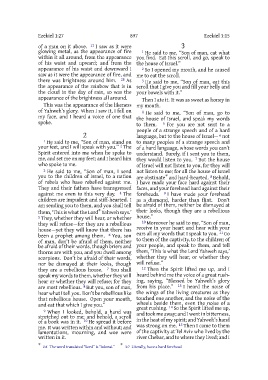 Ezekiel 1:27
847
Ezekiel 3:15
of a man on it above. 27 I saw as it were
glowing metal, as the appearance of fire
within it all around, from the appearance
of his waist and upward; and from the
appearance of his waist and downward I
saw as it were the appearance of fire, and
there was brightness around him. 28 As
the appearance of the rainbow that is in
the cloud in the day of rain, so was the
appearance of the brightness all around.
This was the appearance of the likeness
of Yahweh’s glory. When I saw it, I fell on
my face, and I heard a voice of one that
spoke.
2
1 He said to me, “Son of man, stand on
your feet, and I will speak with you.” 2 The
Spirit entered into me when he spoke to
me, and set me on my feet; and I heard him
who spoke to me.
3 He said to me, “Son of man, I send
you to the children of Israel, to a nation
of rebels who have rebelled against me.
They and their fathers have transgressed
against me even to this very day. 4 The
children are impudent and stiff-hearted. I
am sending you to them, and you shall tell
them, ‘This is what the Lord Yahweh says.’
5 They, whether they will hear, or whether
they will refuse—for they are a rebellious
house—yet they will know that there has
been a prophet among them. 6 You, son
of man, don’t be afraid of them, neither
be afraid of their words, though briers and
thorns are with you, and you dwell among
scorpions. Don’t be afraid of their words,
nor be dismayed at their looks, though
they are a rebellious house. 7 You shall
speak my words to them, whether they will
hear or whether they will refuse; for they
are most rebellious. 8 But you, son of man,
hear what I tell you. Don’t be rebellious like
that rebellious house. Open your mouth,
and eat that which I give you.”
9 When I looked, behold, a hand was
stretched out to me; and behold, a scroll
of a book was in it. 10 He spread it before
me. It was written within and without; and
lamentations, mourning, and woe were
written in it.
3
1 He said to me, “Son of man, eat what
you find. Eat this scroll, and go, speak to
the house of Israel.”
2 So I opened my mouth, and he caused
me to eat the scroll.
3 He said to me, “Son of man, eat this
scroll that I give you and fill your belly and
your bowels with it.”
Then I ate it. It was as sweet as honey in
my mouth.
4 He said to me, “Son of man, go to
the house of Israel, and speak my words
to them. 5 For you are not sent to a
people of a strange speech and of a hard
language, but to the house of Israel— 6 not
to many peoples of a strange speech and
of a hard language, whose words you can’t
understand. Surely, if I sent you to them,
they would listen to you. 7 But the house
of Israel will not listen to you, for they will
not listen to me; for all the house of Israel
are obstinate and hard-hearted. 8 Behold,
I have made your face hard against their
faces, and your forehead hard against their
foreheads. 9 I have made your forehead
as a diamond, harder than flint. Don’t
be afraid of them, neither be dismayed at
their looks, though they are a rebellious
house.”
10 Moreover he said to me, “Son of man,
receive in your heart and hear with your
ears all my words that I speak to you. 11 Go
to them of the captivity, to the children of
your people, and speak to them, and tell
them, ‘This is what the Lord Yahweh says,’
whether they will hear, or whether they
will refuse.”
12 Then the Spirit lifted me up, and I
heard behind me the voice of a great rush-
ing, saying, “Blessed be Yahweh’s glory
from his place.” 13 I heard the noise of
the wings of the living creatures as they
touched one another, and the noise of the
wheels beside them, even the noise of a
great rushing. 14 So the Spirit lifted me up,
and took me away; and I went in bitterness,
in the heat of my spirit; and Yahweh’s hand
was strong on me. 15 Then I came to them
of the captivity at Tel Aviv who lived by the
river Chebar, and to where they lived; and I